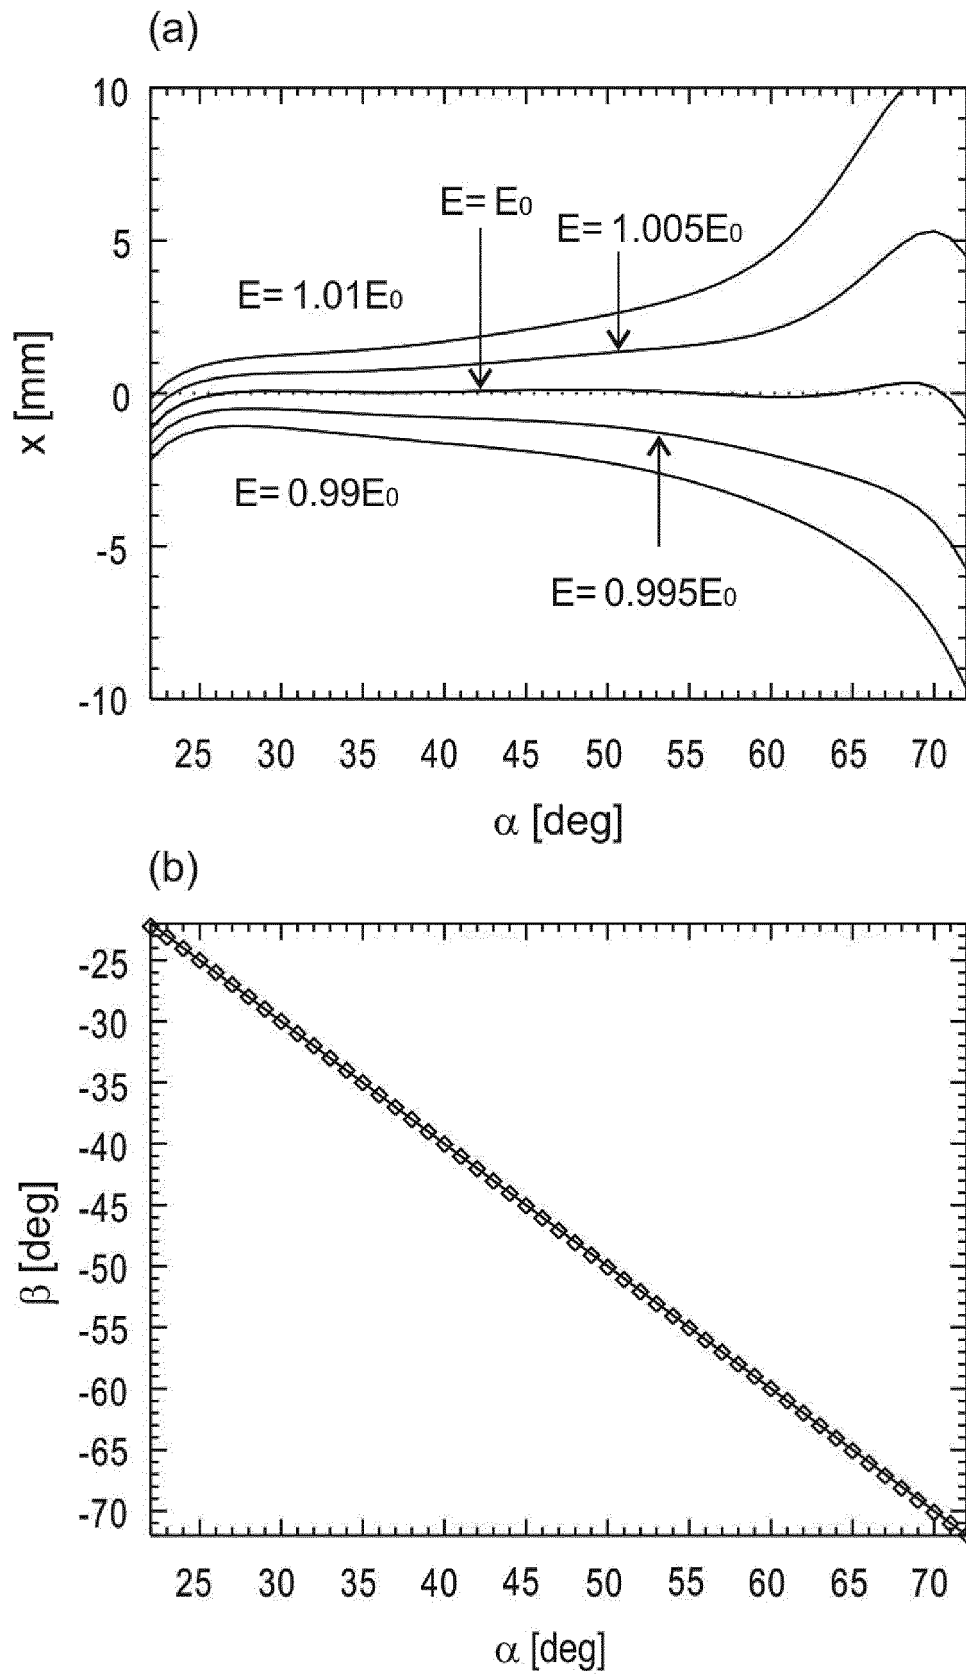 (a)
10
5
0
-5
-10
x [mm]
E= E0
E= 1.005E0
E= 1.01E0
E= 0.99E0
E= 0.995E0
25 30 35 40 45 50 55 60 65 70
α [deg]
(b)
-25
-30
-35
-40
-45
-50
-55
-60
-65
-70
β [deg]
25 30 35 40 45 50 55 60 65 70
α [deg]